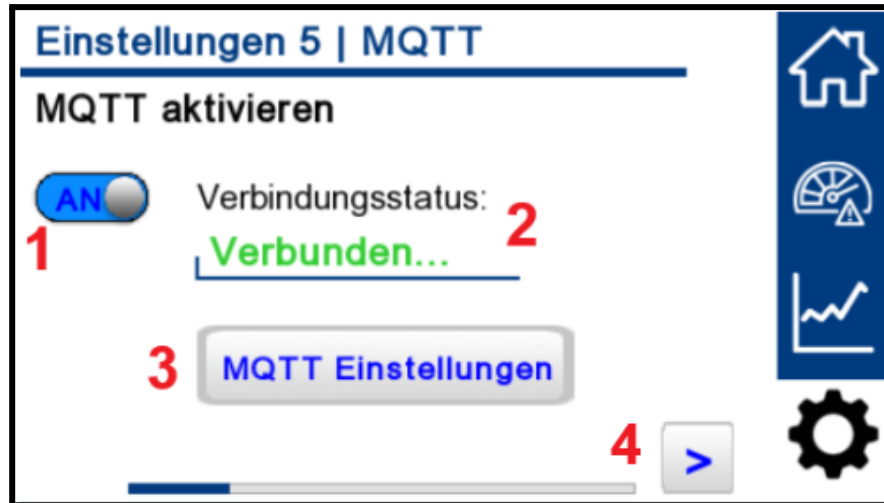 Einstellungen 5 | MQTT
MQTT aktivieren
AN
Verbindungsstatus:
1
2
Verbunden...
3
MQTT Einstellungen
4
>